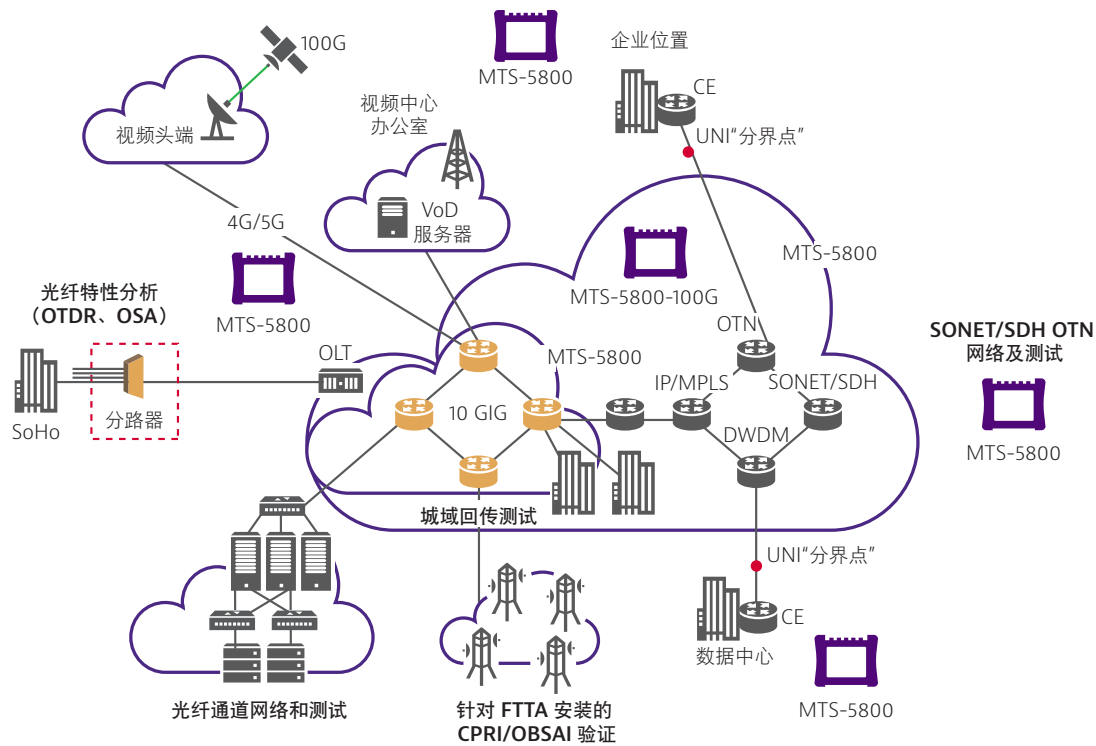 100G
视频头端
MTS-5800
企业位置
CE
UNI“分界点”
视频中心
办公室
VoD
服务器
4G/5G
MTS-5800
MTS-5800-100G
MTS-5800
光纤特性分析
（OTDR、OSA）
SoHo
分路器
OLT
MTS-5800
10 GIG
OTN
IP/MPLS
SONET/SDH
DWDM
SONET/SDH OTN
网络及测试
MTS-5800
城域回传测试
UNI“分界点”
CE
数据中心
MTS-5800
光纤通道网络和测试
针对 FTTA 安装的
CPRI/OBSAI 验证